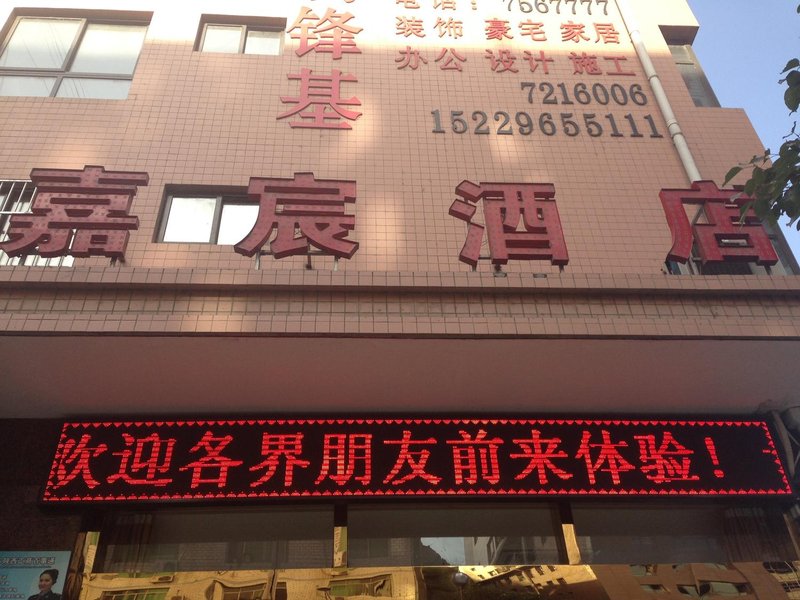 电话：7567777
装饰 豪宅 家居
办公 设计 施工
7216006
15229655111
锋基
嘉宸酒店
欢迎各界朋友前来体验！